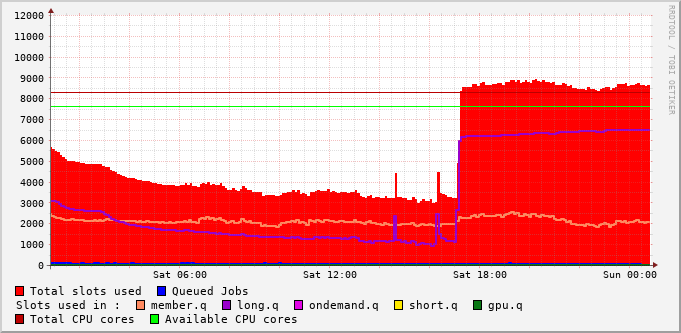 12000
11000
10000
9000
8000
7000
6000
5000
4000
3000
2000
1000
0
Sat 06:00 Sat 12:00 Sat 18:00 Sun 00:00
RRDTOOL / TOBI OETIKER
Total slots used Queued Jobs
Slots used in : member.q long.q ondemand.q short.q gpu.q
Total CPU cores Available CPU cores